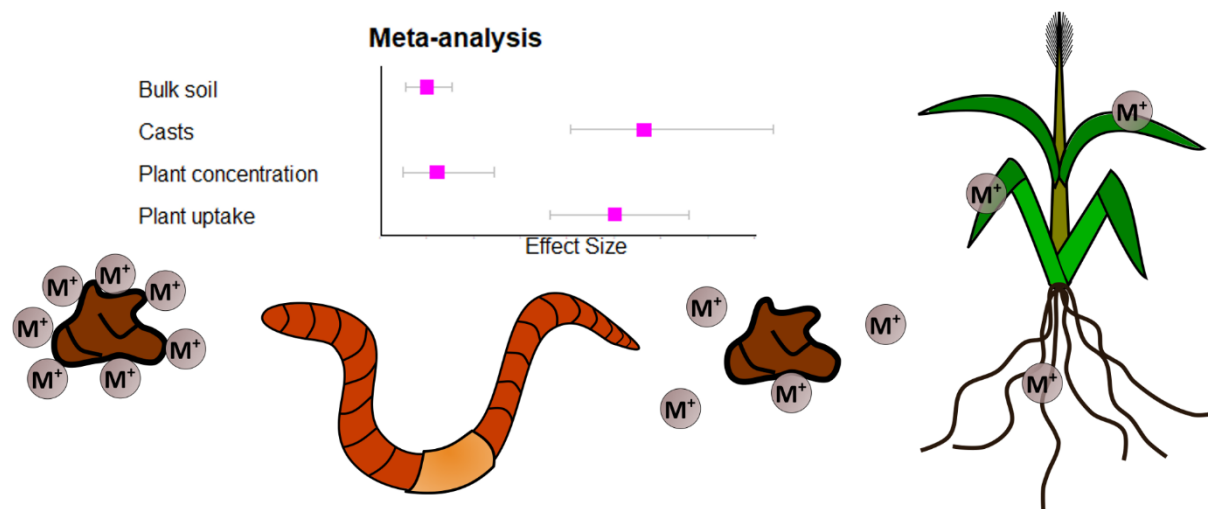 Meta-analysis
Bulk soil
Casts
Plant concentration
Plant uptake
Effect Size
M+
M+
M+
M+
M+
M+
M+
M+
M+
M+
M+
M+
M+
M+